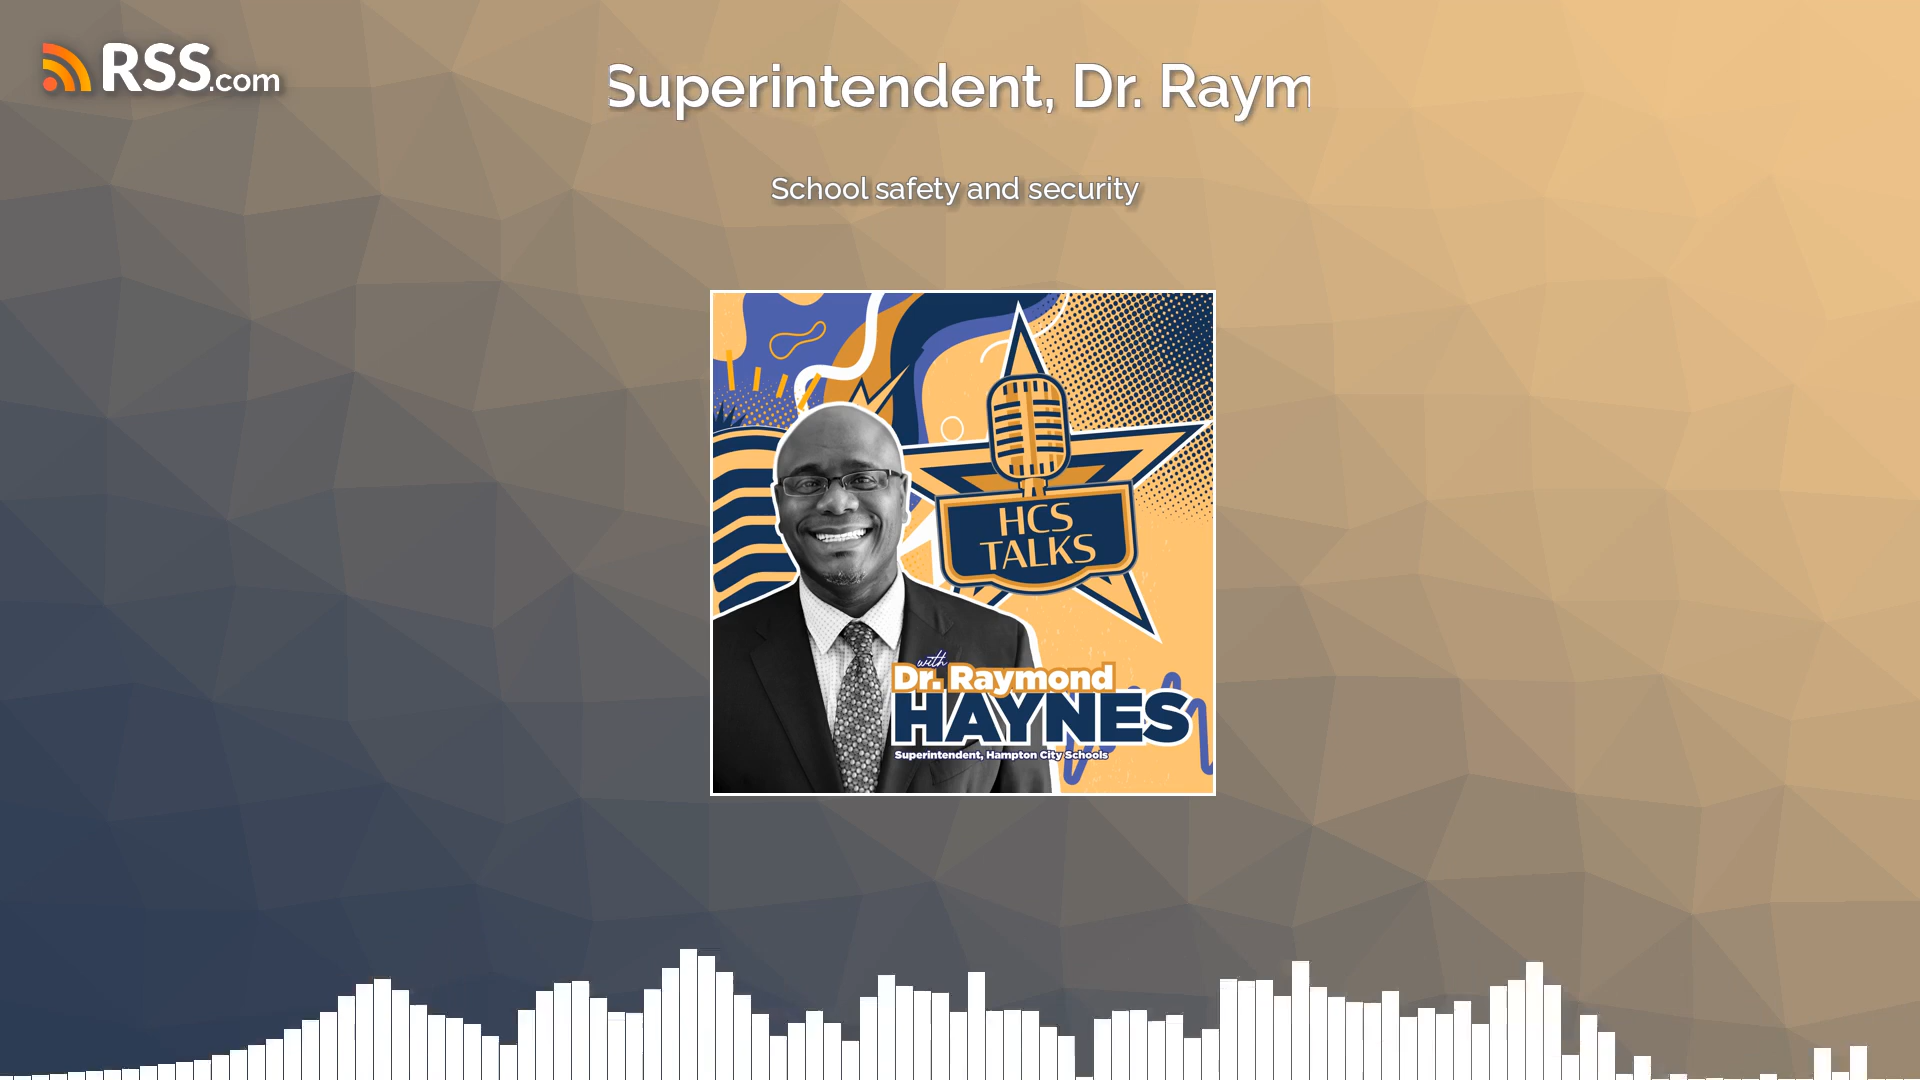 RSS.com
Superintendent, Dr. Raym
School safety and security
HCS
TALKS
with
Dr. Raymond
HAYNES
Superintendent, Hampton City Schools